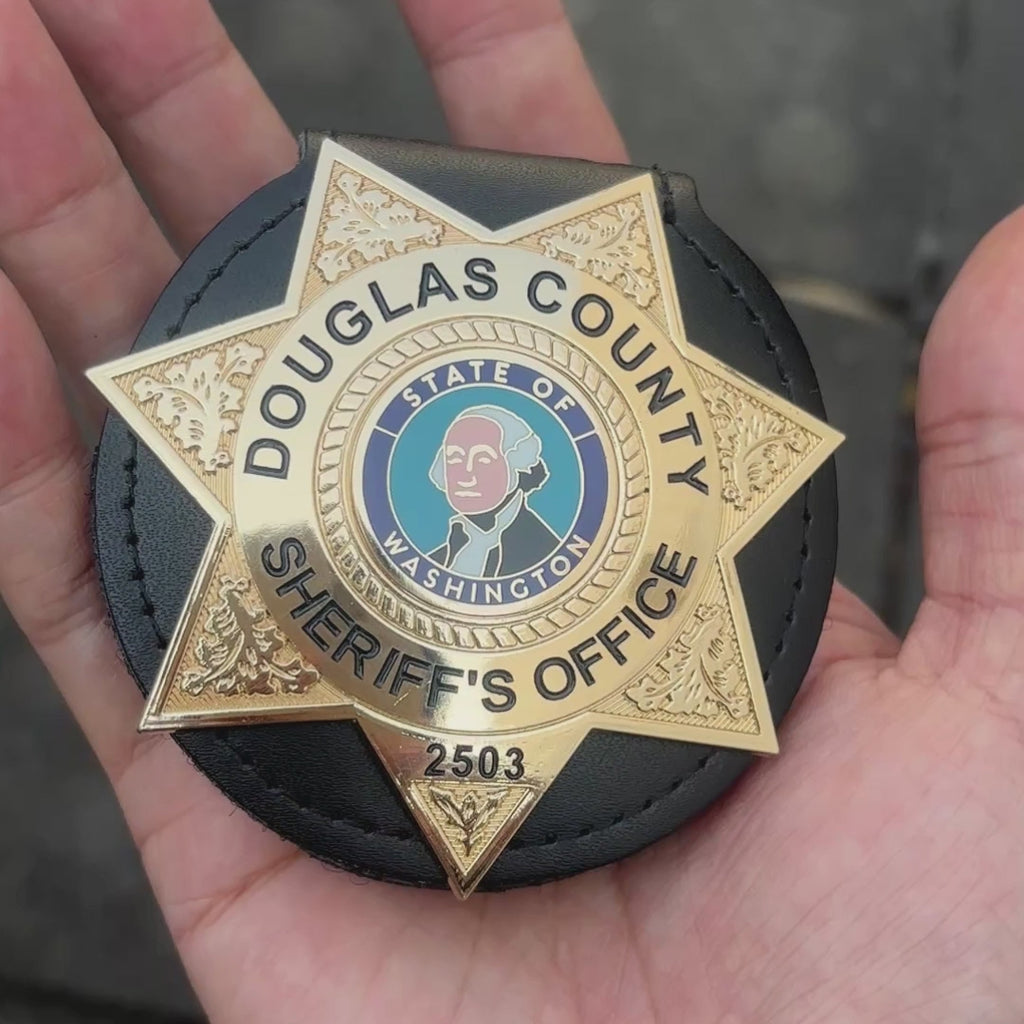 DOUGLAS COUNTY
STATE OF
WASHINGTON
SHERIFF'S OFFICE
2503